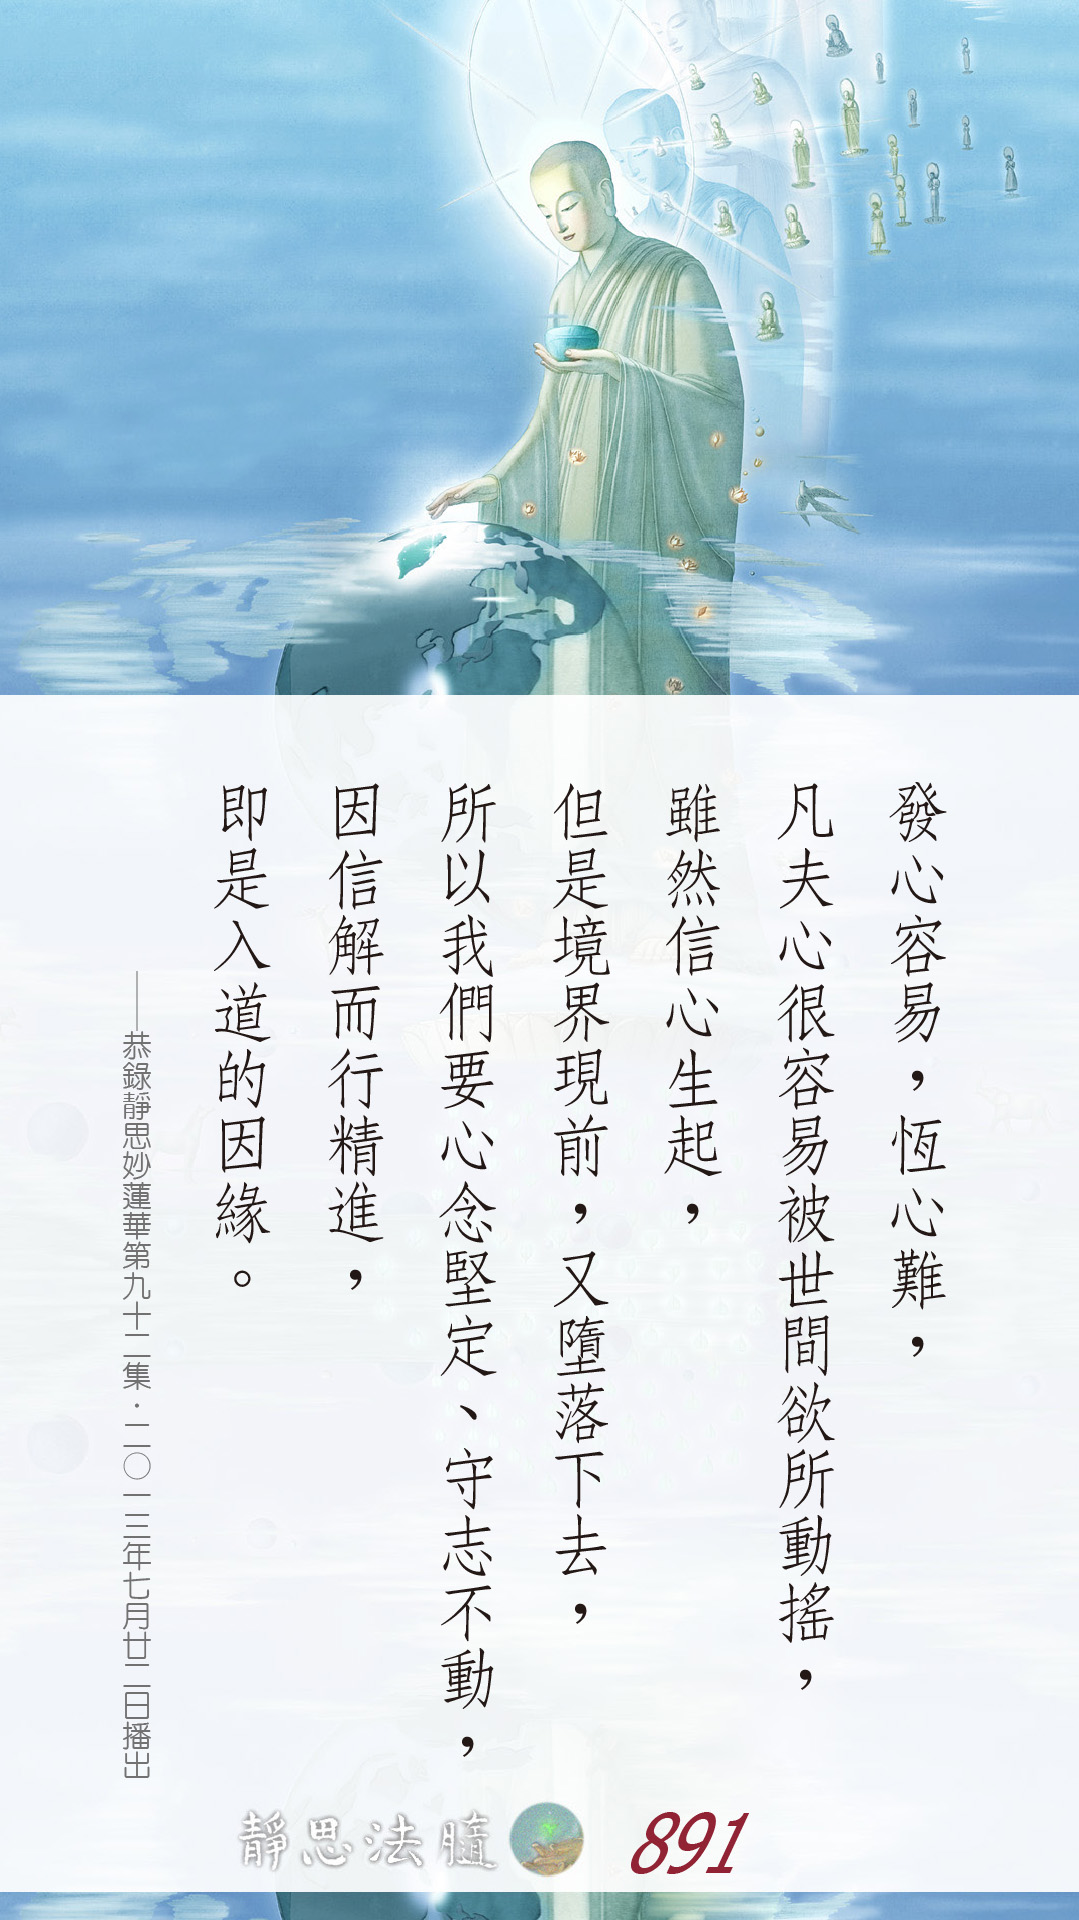 發心容易，恆心難，
凡夫心很容易被世間欲所動搖，
雖然信心生起，
但是境界現前，又墮落下去，
所以我們要心念堅定、守志不動，
因信解而行精進，
即是入道的因緣。
——恭錄靜思妙蓮華第九十二集．二〇一三年七月廿二日播出
靜思法髓
891